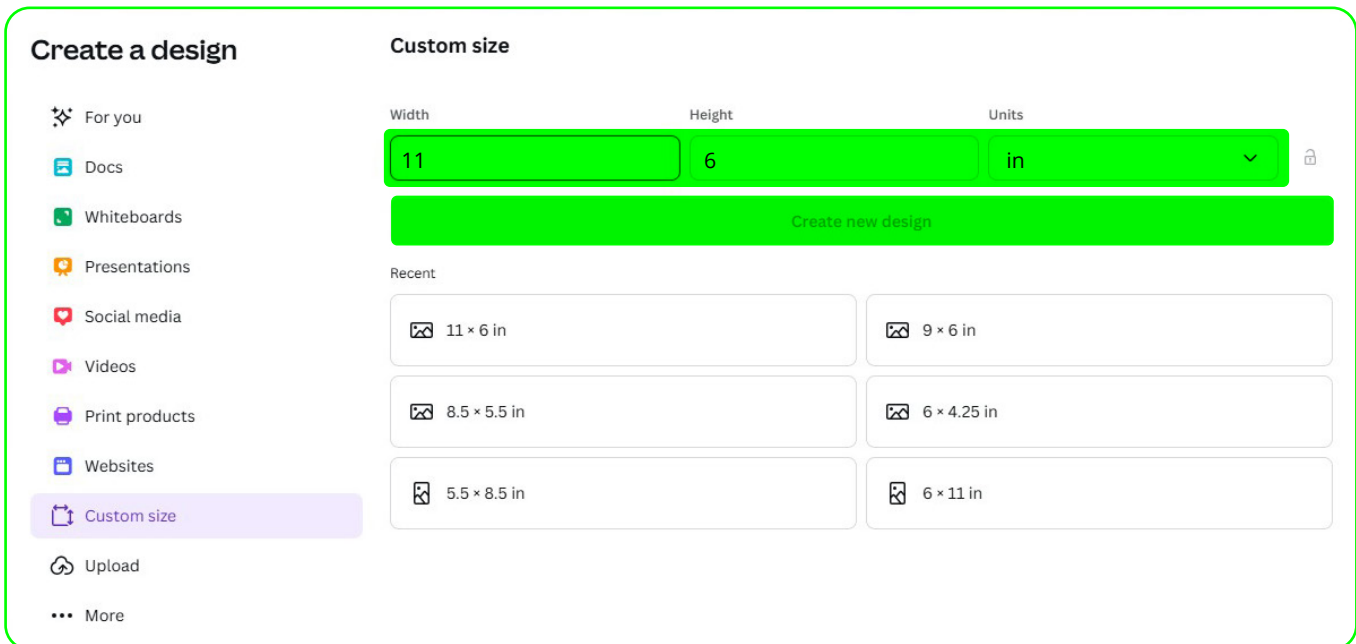 Create a design
For you
Docs
Whiteboards
Presentations
Social media
Videos
Print products
Websites
Custom size
Upload
More
Custom size
Width Height Units
11 6 in
Create new design
Recent
11 × 6 in 9 × 6 in
8.5 × 5.5 in 6 × 4.25 in
5.5 × 8.5 in 6 × 11 in